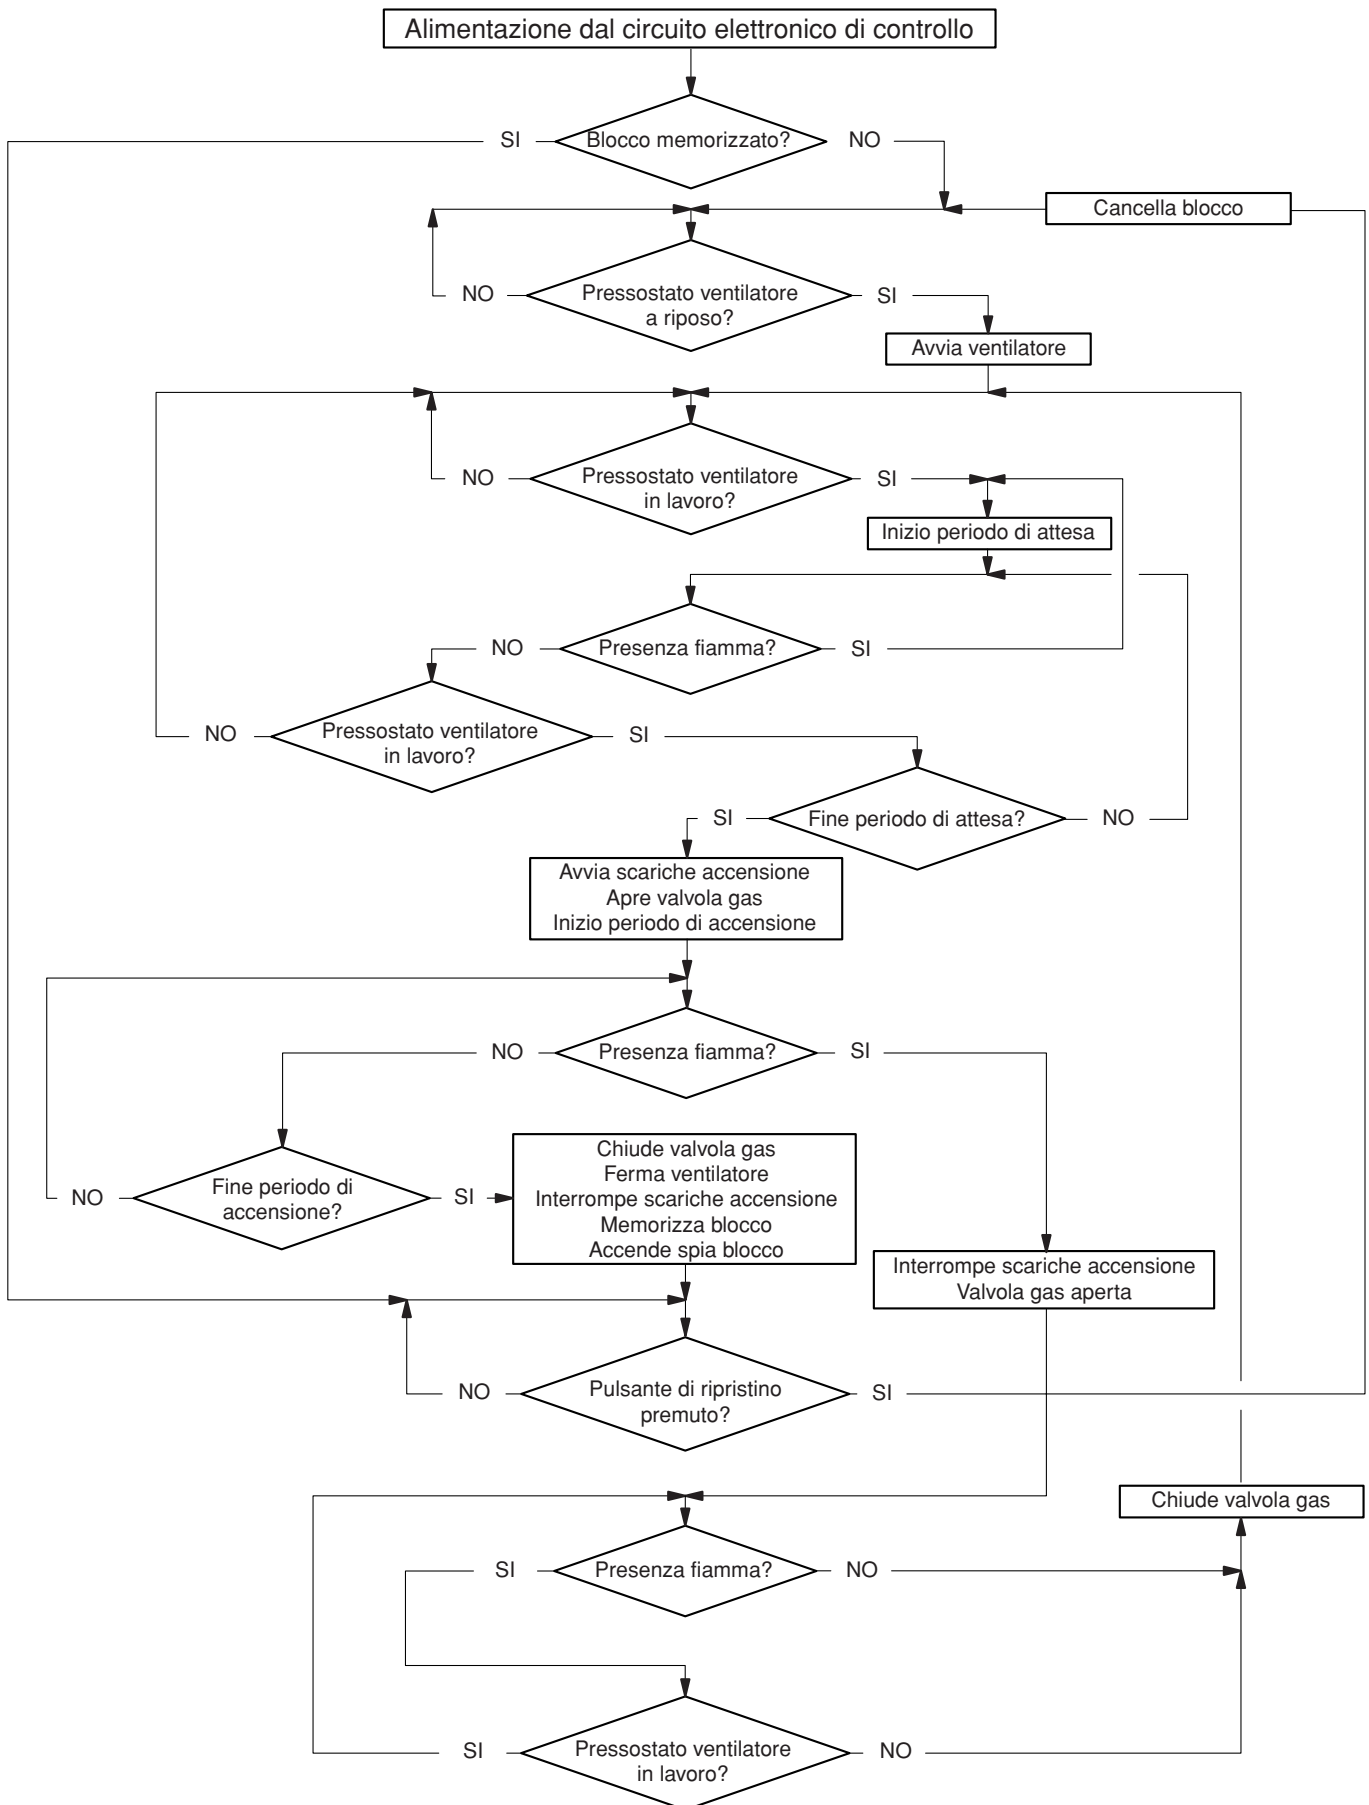 Alimentazione dal circuito elettronico di controllo
SI
Blocco memorizzato?
NO
Cancella blocco
NO
Pressostato ventilatore
a riposo?
SI
Avvia ventilatore
NO
Pressostato ventilatore
in lavoro?
SI
Inizio periodo di attesa
NO
Presenza fiamma?
SI
NO
Pressostato ventilatore
in lavoro?
SI
SI
Fine periodo di attesa?
NO
Avvia scariche accensione
Apre valvola gas
Inizio periodo di accensione
NO
Presenza fiamma?
SI
NO
Fine periodo di
accensione?
SI
Chiude valvola gas
Ferma ventilatore
Interrompe scariche accensione
Memorizza blocco
Accende spia blocco
Interrompe scariche accensione
Valvola gas aperta
NO
Pulsante di ripristino
premuto?
SI
Chiude valvola gas
SI
Presenza fiamma?
NO
SI
Pressostato ventilatore
in lavoro?
NO